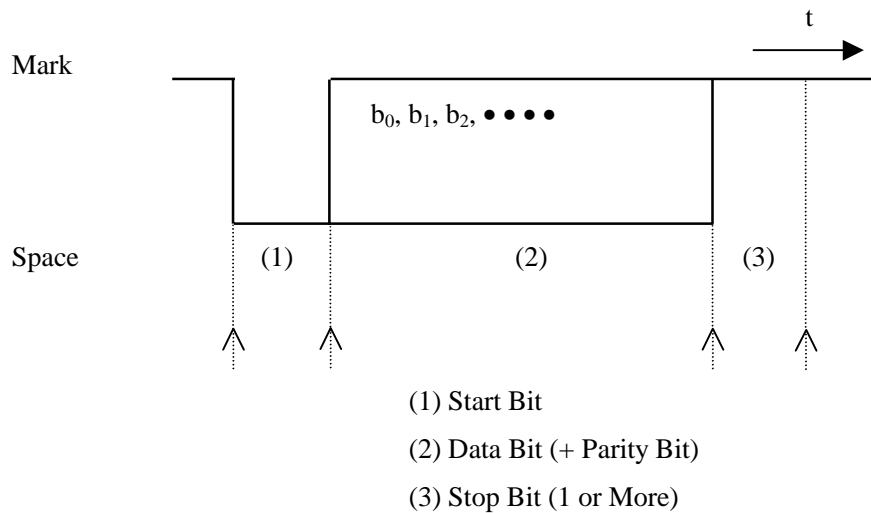 t
Mark
b0, b1, b2, ● ● ● ●
Space (1) (2) (3)
(1) Start Bit
(2) Data Bit (+ Parity Bit)
(3) Stop Bit (1 or More)